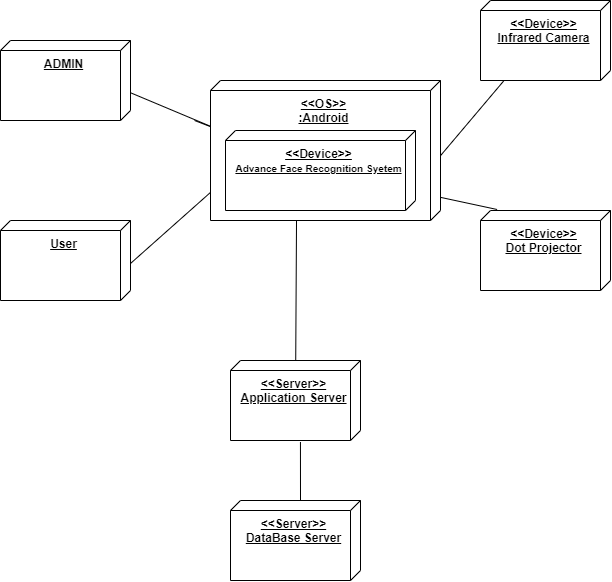 ADMIN
<<OS>>
:Android
<<Device>>
Advance Face Recognition Syetem
<<Device>>
Infrared Camera
User
<<Device>>
Dot Projector
<<Server>>
Application Server
<<Server>>
DataBase Server